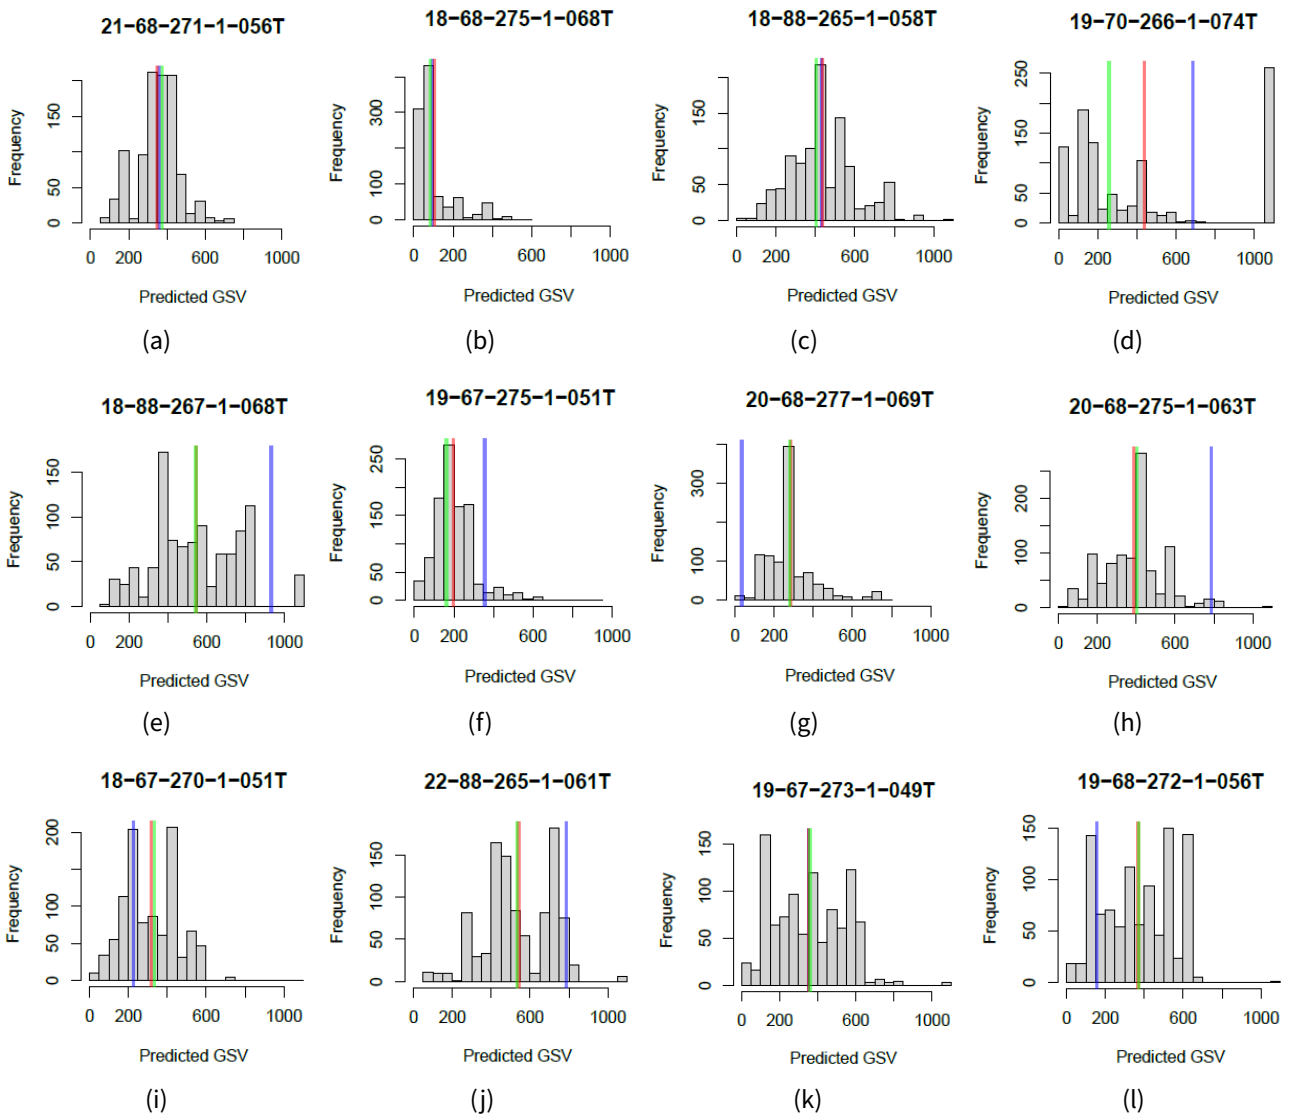 21−68−271−1−056T
Frequency
0 50 150
0 200 600 1000
Predicted GSV
(a)
18−68−275−1−068T
Frequency
0 100 300
0 200 600 1000
Predicted GSV
(b)
18−88−265−1−058T
Frequency
0 50 150
0 200 600 1000
Predicted GSV
(c)
19−70−266−1−074T
Frequency
0 50 150 250
0 200 600 1000
Predicted GSV
(d)
18−88−267−1−068T
Frequency
0 50 100 150
0 200 600 1000
Predicted GSV
(e)
19−67−275−1−051T
Frequency
0 50 150 250
0 200 600 1000
Predicted GSV
(f)
20−68−277−1−069T
Frequency
0 100 300
0 200 600 1000
Predicted GSV
(g)
20−68−275−1−063T
Frequency
0 100 200
0 200 600 1000
Predicted GSV
(h)
18−67−270−1−051T
Frequency
0 50 100 200
0 200 600 1000
Predicted GSV
(i)
22−88−265−1−061T
Frequency
0 50 100 150
0 200 600 1000
Predicted GSV
(j)
19−67−273−1−049T
Frequency
0 50 100 150
0 200 600 1000
Predicted GSV
(k)
19−68−272−1−056T
Frequency
0 50 100 150
0 200 600 1000
Predicted GSV
(l)